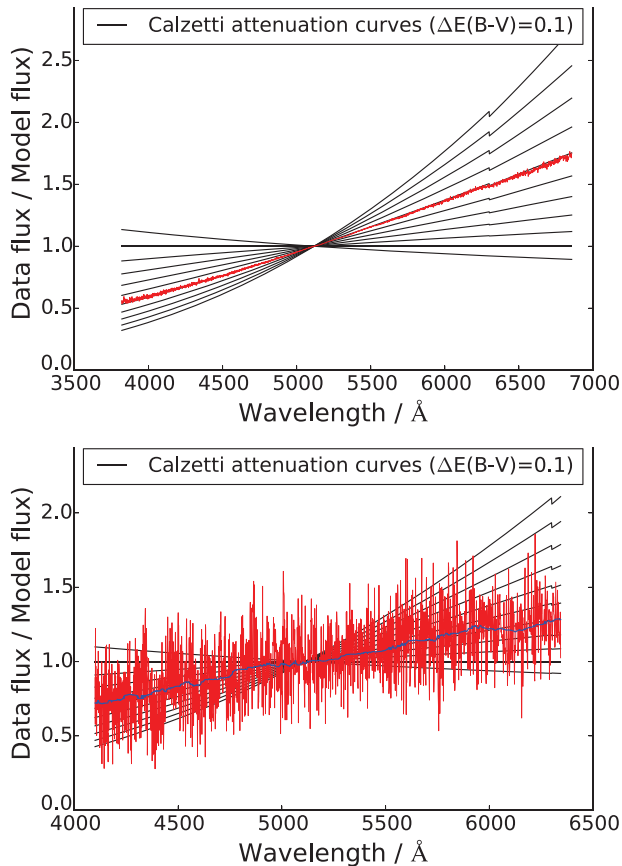 Calzetti attenuation curves (ΔE(B-V)=0.1)
2.5
2.0
1.5
1.0
0.5
0.0
Data flux / Model flux)
3500 4000 4500 5000 5500 6000 6500 7000
Wavelength / Å
Calzetti attenuation curves (ΔE(B-V)=0.1)
2.0
1.5
1.0
0.5
0.0
Data flux / Model flux)
4000 4500 5000 5500 6000 6500
Wavelength / Å